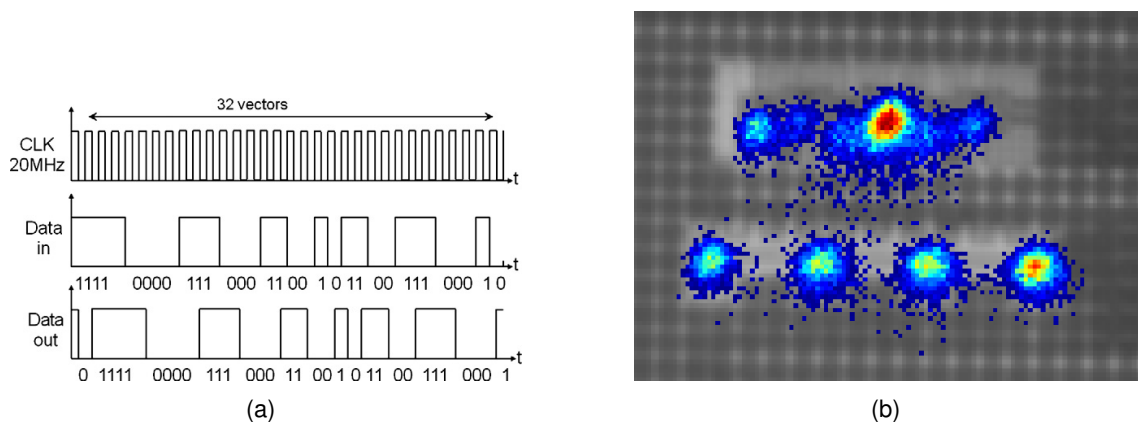 32 vectors
CLK
20MHz
t
Data
in
t
1111 0000 111 000 11 00 1 0 11 00 111 000 1 0
Data
out
t
0 1111 0000 111 000 11 00 1 0 11 00 111 000 1
(a)
(b)